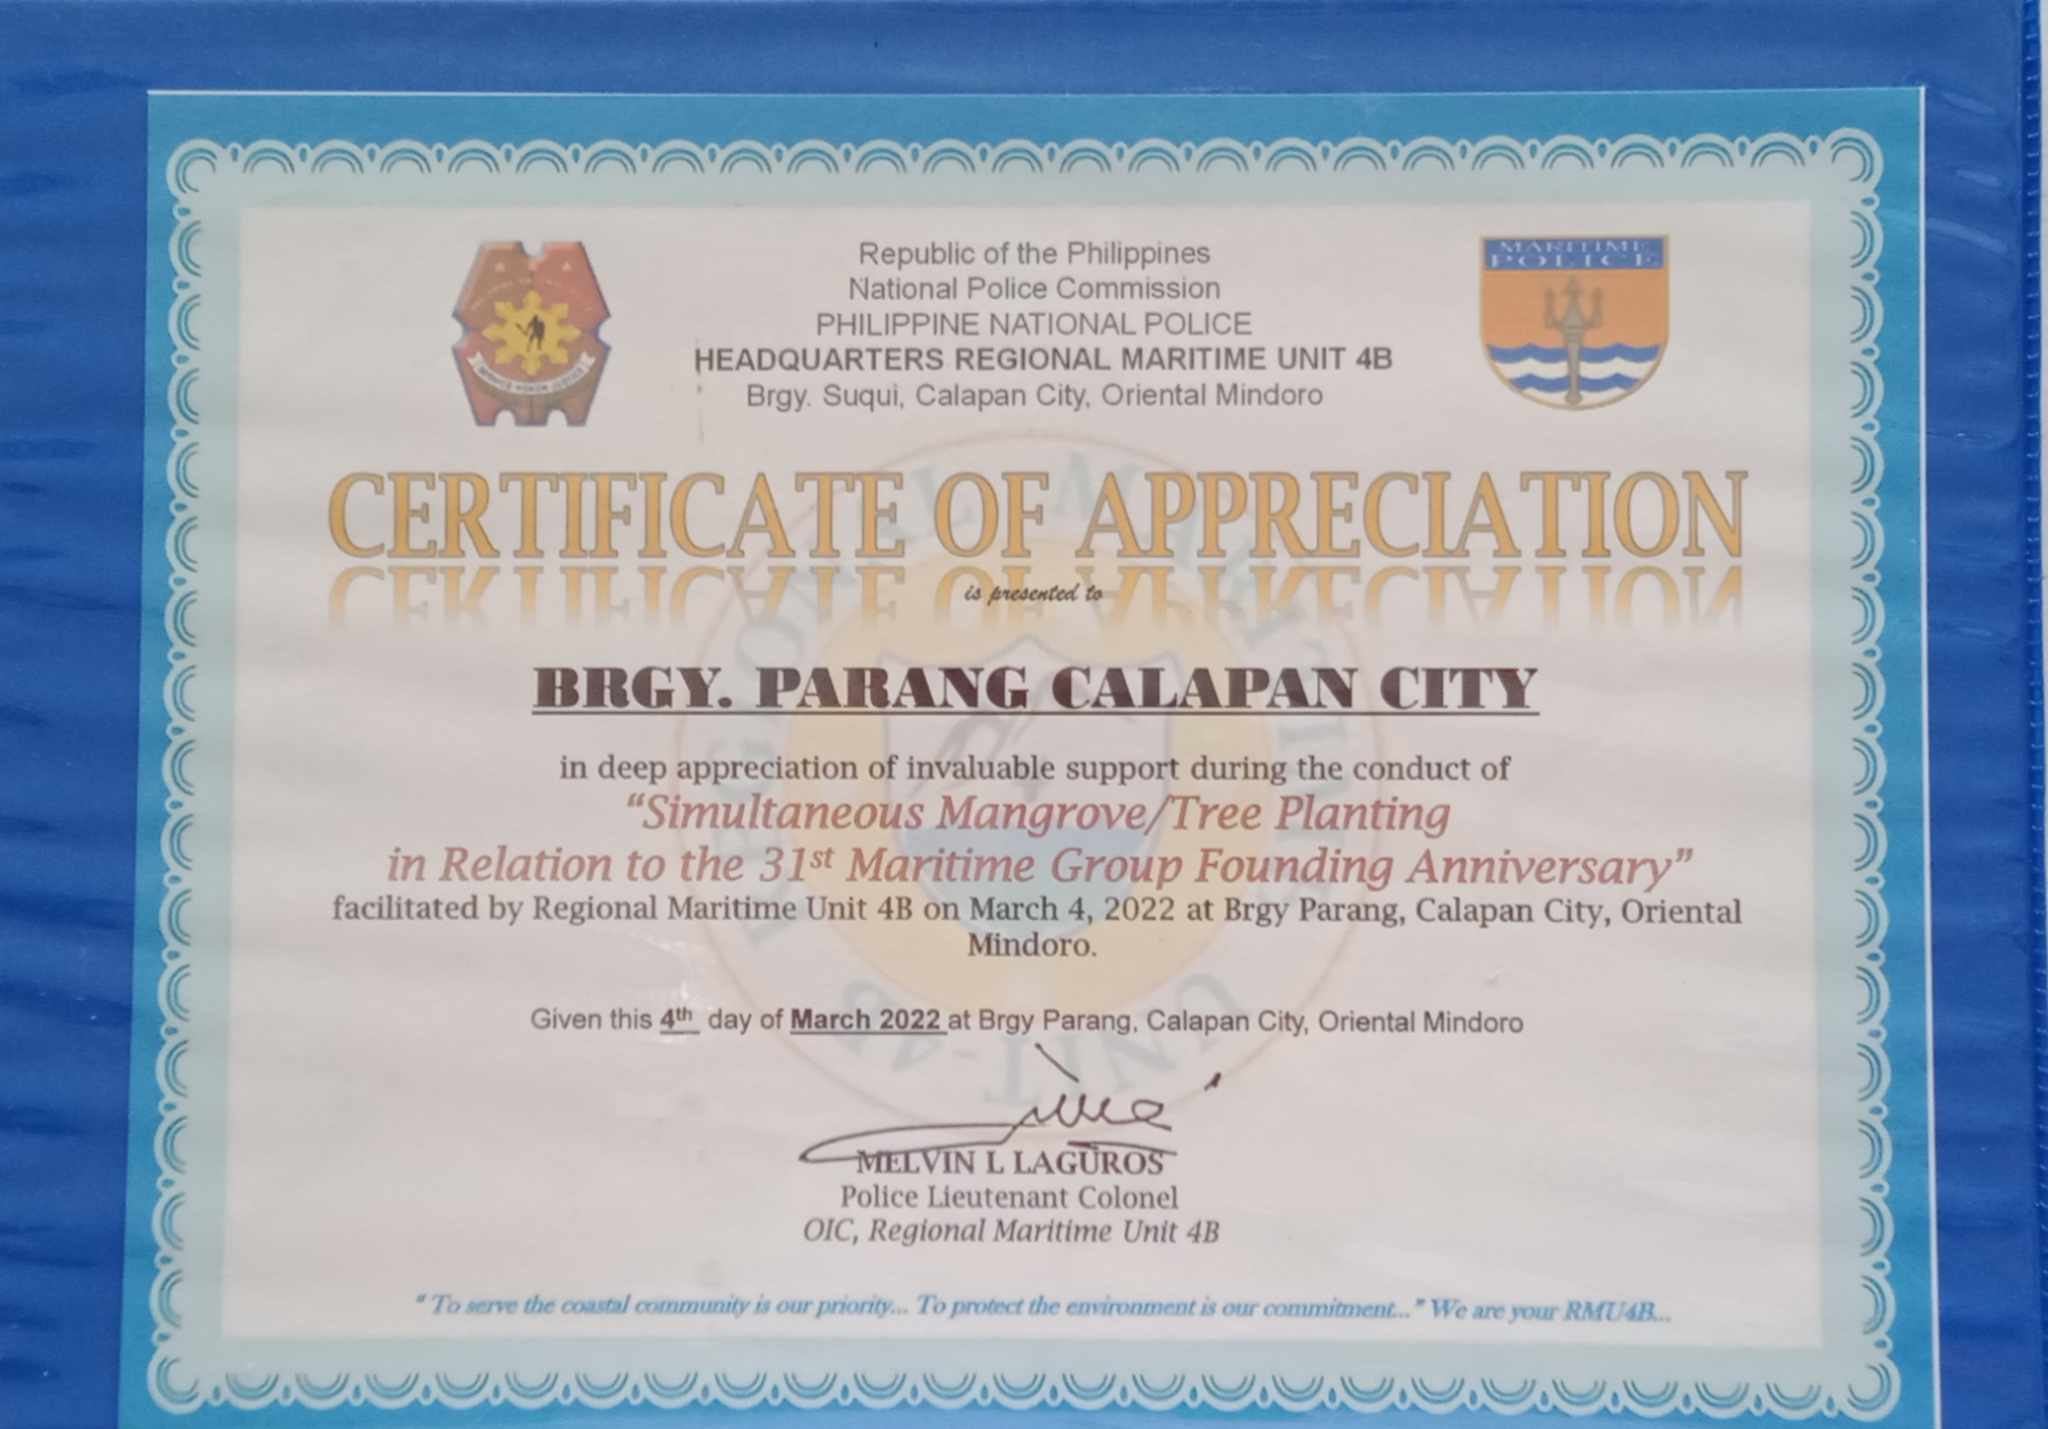 MARITIME
POLICE
Republic of the Philippines
National Police Commission
PHILIPPINE NATIONAL POLICE
HEADQUARTERS REGIONAL MARITIME UNIT 4B
Brgy. Suqui, Calapan City, Oriental Mindoro
CERTIFICATE OF APPRECIATION
is presented to
BRGY. PARANG CALAPAN CITY
in deep appreciation of invaluable support during the conduct of
“Simultaneous Mangrove/Tree Planting
in Relation to the 31st Maritime Group Founding Anniversary”
facilitated by Regional Maritime Unit 4B on March 4, 2022 at Brgy Parang, Calapan City, Oriental
Mindoro.
Given this 4th day of March 2022 at Brgy Parang, Calapan City, Oriental Mindoro
MELVIN L LAGUROS
Police Lieutenant Colonel
OIC, Regional Maritime Unit 4B
“ To serve the coastal community is our priority... To protect the environment is our commitment...” We are your RMU4B...
REGIONAL MARITIME
UNIT-4B